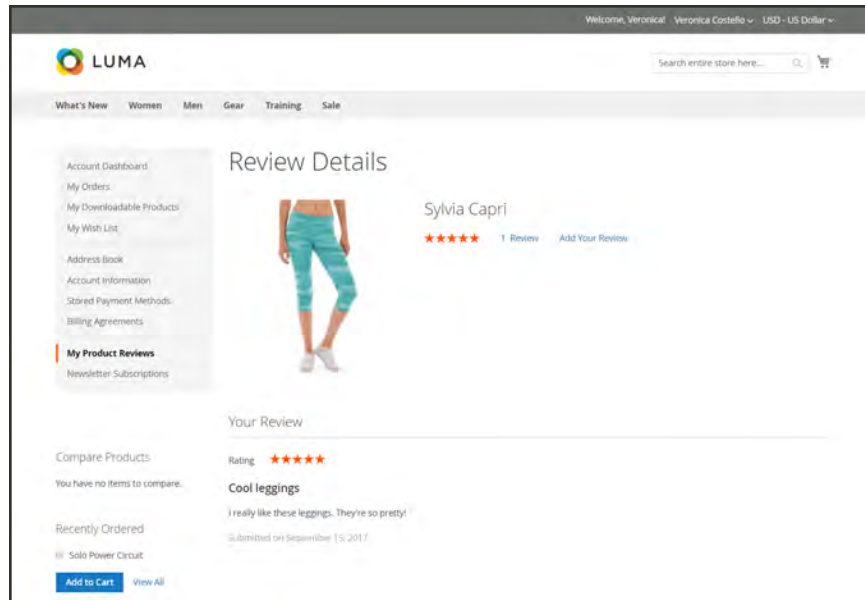 Welcome, Veronica! Veronica Costello USD - US Dollar
LUMA
Search entire store here...
What's New Women Men Gear Training Sale
Account Dashboard
My Orders
My Downloadable Products
My Wish List
Address Book
Account Information
Stored Payment Methods
Billing Agreements
My Product Reviews
Newsletter Subscriptions
Compare Products
You have no items to compare.
Recently Ordered
Solo Power Circuit
Add to Cart View All
Review Details
Sylvia Capri
1 Review Add Your Review
Your Review
Rating
Cool leggings
I really like these leggings. They're so pretty!
Submitted on September 15, 2017